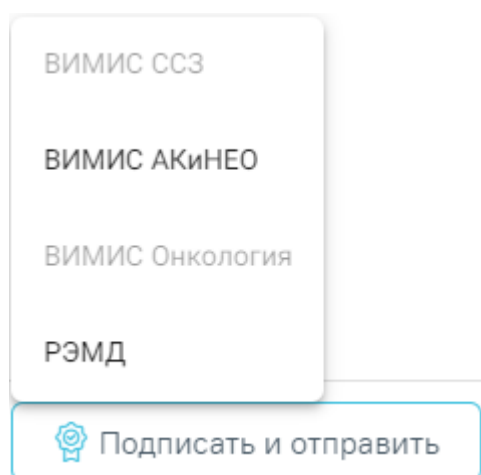 ВИМИС ССЗ
ВИМИС АКиНЕО
ВИМИС Онкология
РЭМД
Подписать и отправить